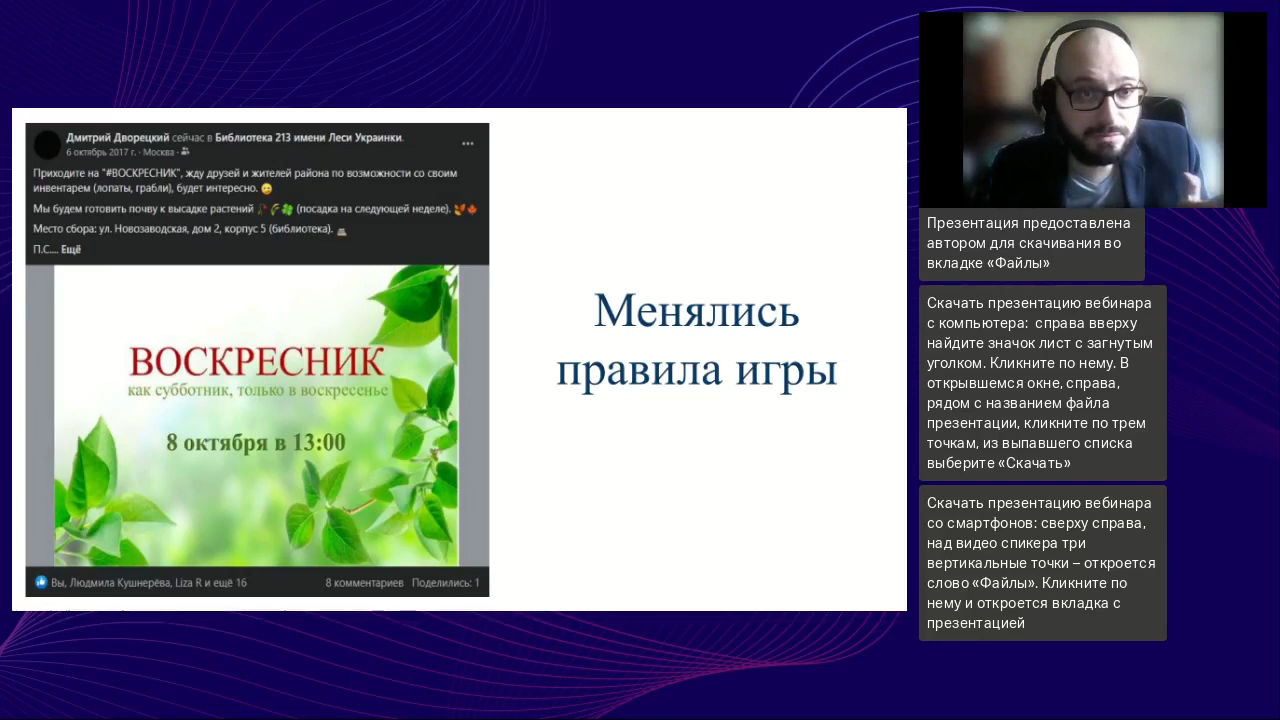 Дмитрий Дворецкий сейчас в Библиотека 213 имени Леси Украинки.
6 октябрь 2017 г. · Москва ·
Приходите на "#ВОСКРЕСНИК", жду друзей и жителей района по возможности со своим
инвентарем (лопаты, грабли), будет интересно.
Мы будем готовить почву к высадке растений (посадка на следующей неделе).
Место сбора: ул. Новозаводская, дом 2, корпус 5 (библиотека).
П.С.... Ещё
ВОСКРЕСНИК
как субботник, только в воскресенье
8 октября в 13:00
Вы, Людмила Кушнерёва, Liza R и ещё 16
8 комментариев Поделились: 1
Менялись
правила игры
Презентация предоставлена
автором для скачивания во
вкладке «Файлы»
Скачать презентацию вебинара
с компьютера: справа вверху
найдите значок лист с загнутым
уголком. Кликните по нему. В
открывшемся окне, справа,
рядом с названием файла
презентации, кликните по трем
точкам, из выпавшего списка
выберите «Скачать»
Скачать презентацию вебинара
со смартфонов: сверху справа,
над видео спикера три
вертикальные точки – откроется
слово «Файлы». Кликните по
нему и откроется вкладка с
презентацией